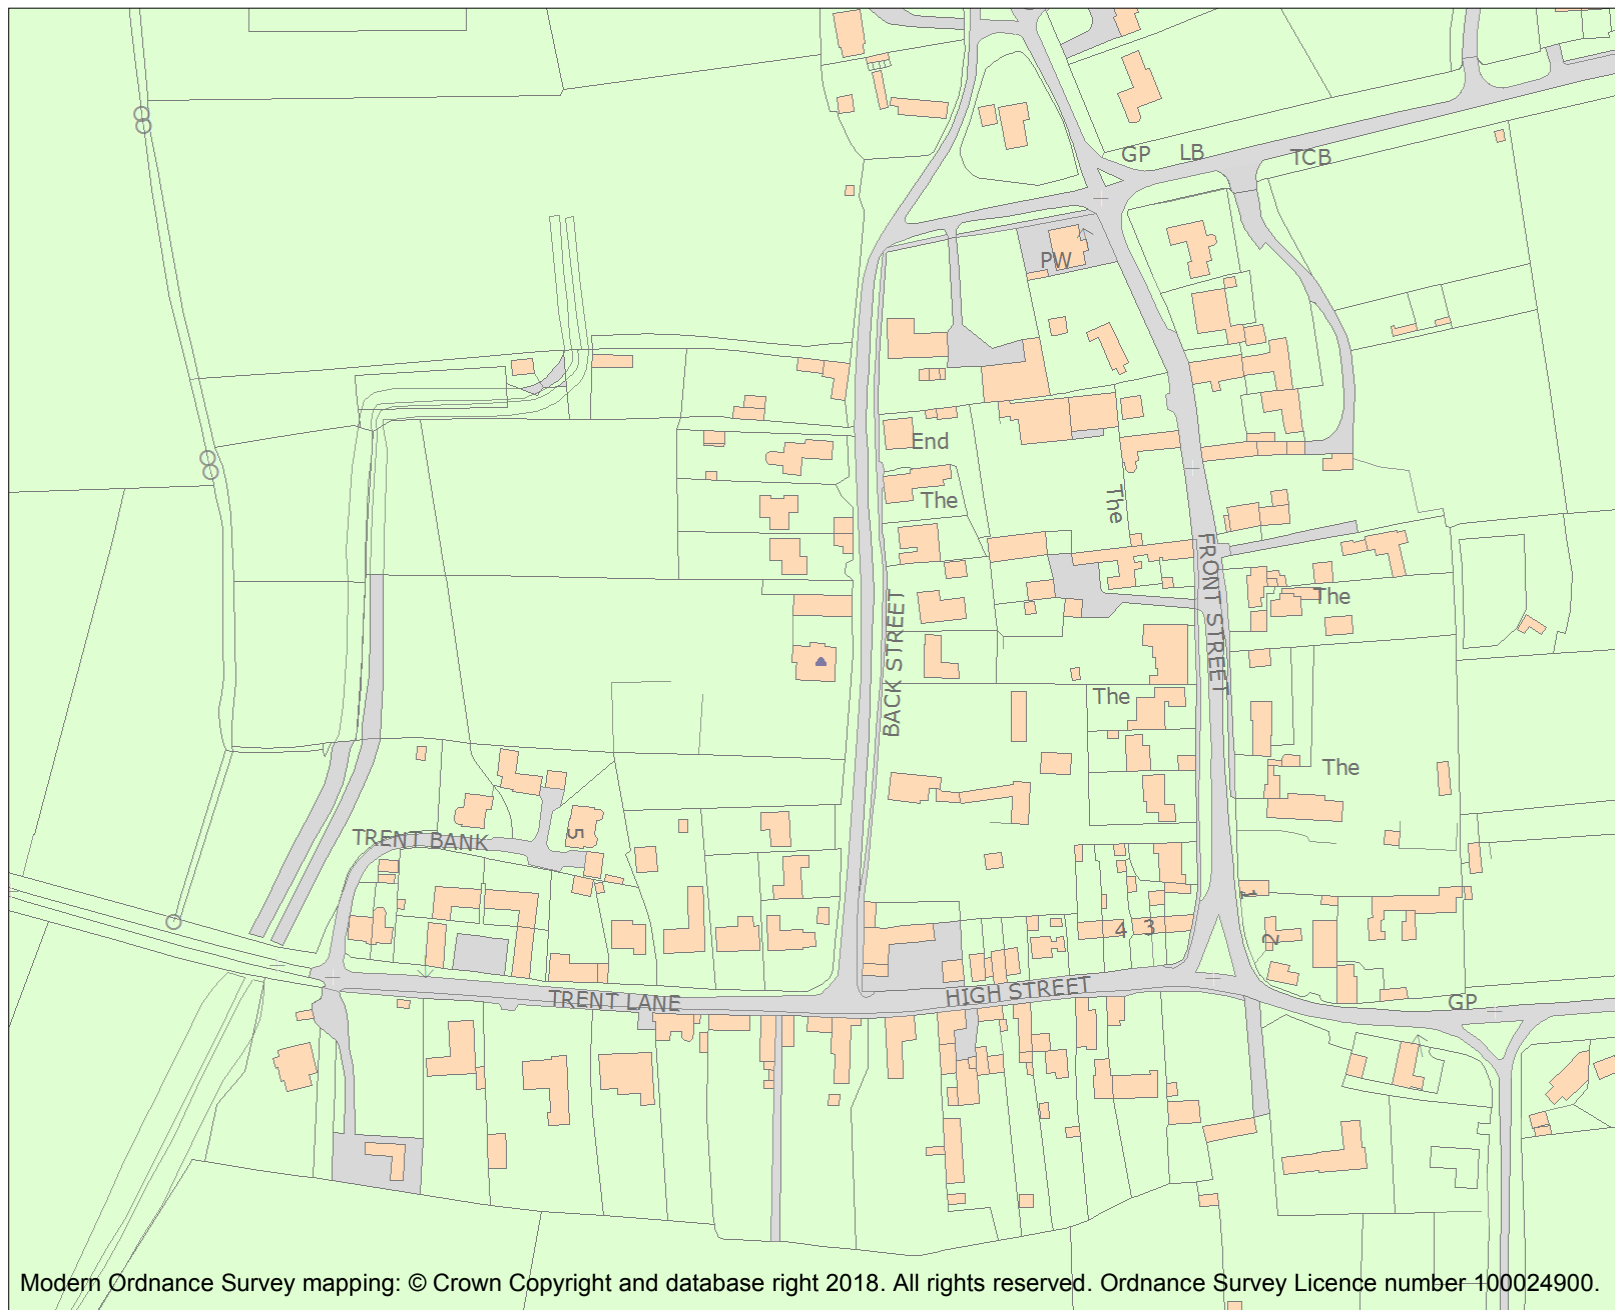 GP LB TCB
PW
End
The
The
FRONT STREET
The
BACK STREET
The
The
TRENT BANK
5
1
4 3
2
TRENT LANE
HIGH STREET
GP
Modern Ordnance Survey mapping: © Crown Copyright and database right 2018. All rights reserved. Ordnance Survey Licence number 100024900.